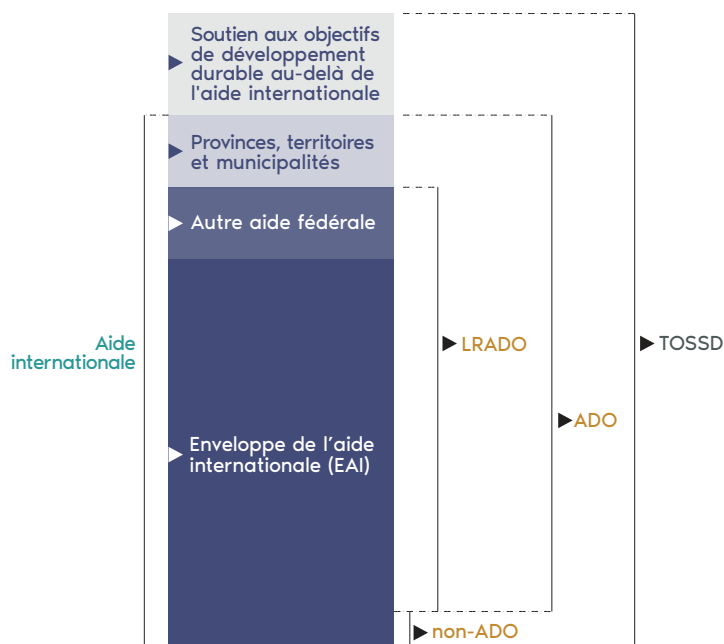 Soutien aux objectifs
de développement
durable au-delà de
l'aide internationale
Provinces, territoires
et municipalités
Autre aide fédérale
Aide
internationale
LRADO
TOSSD
ADO
Enveloppe de l’aide
internationale (EAI)
non-ADO